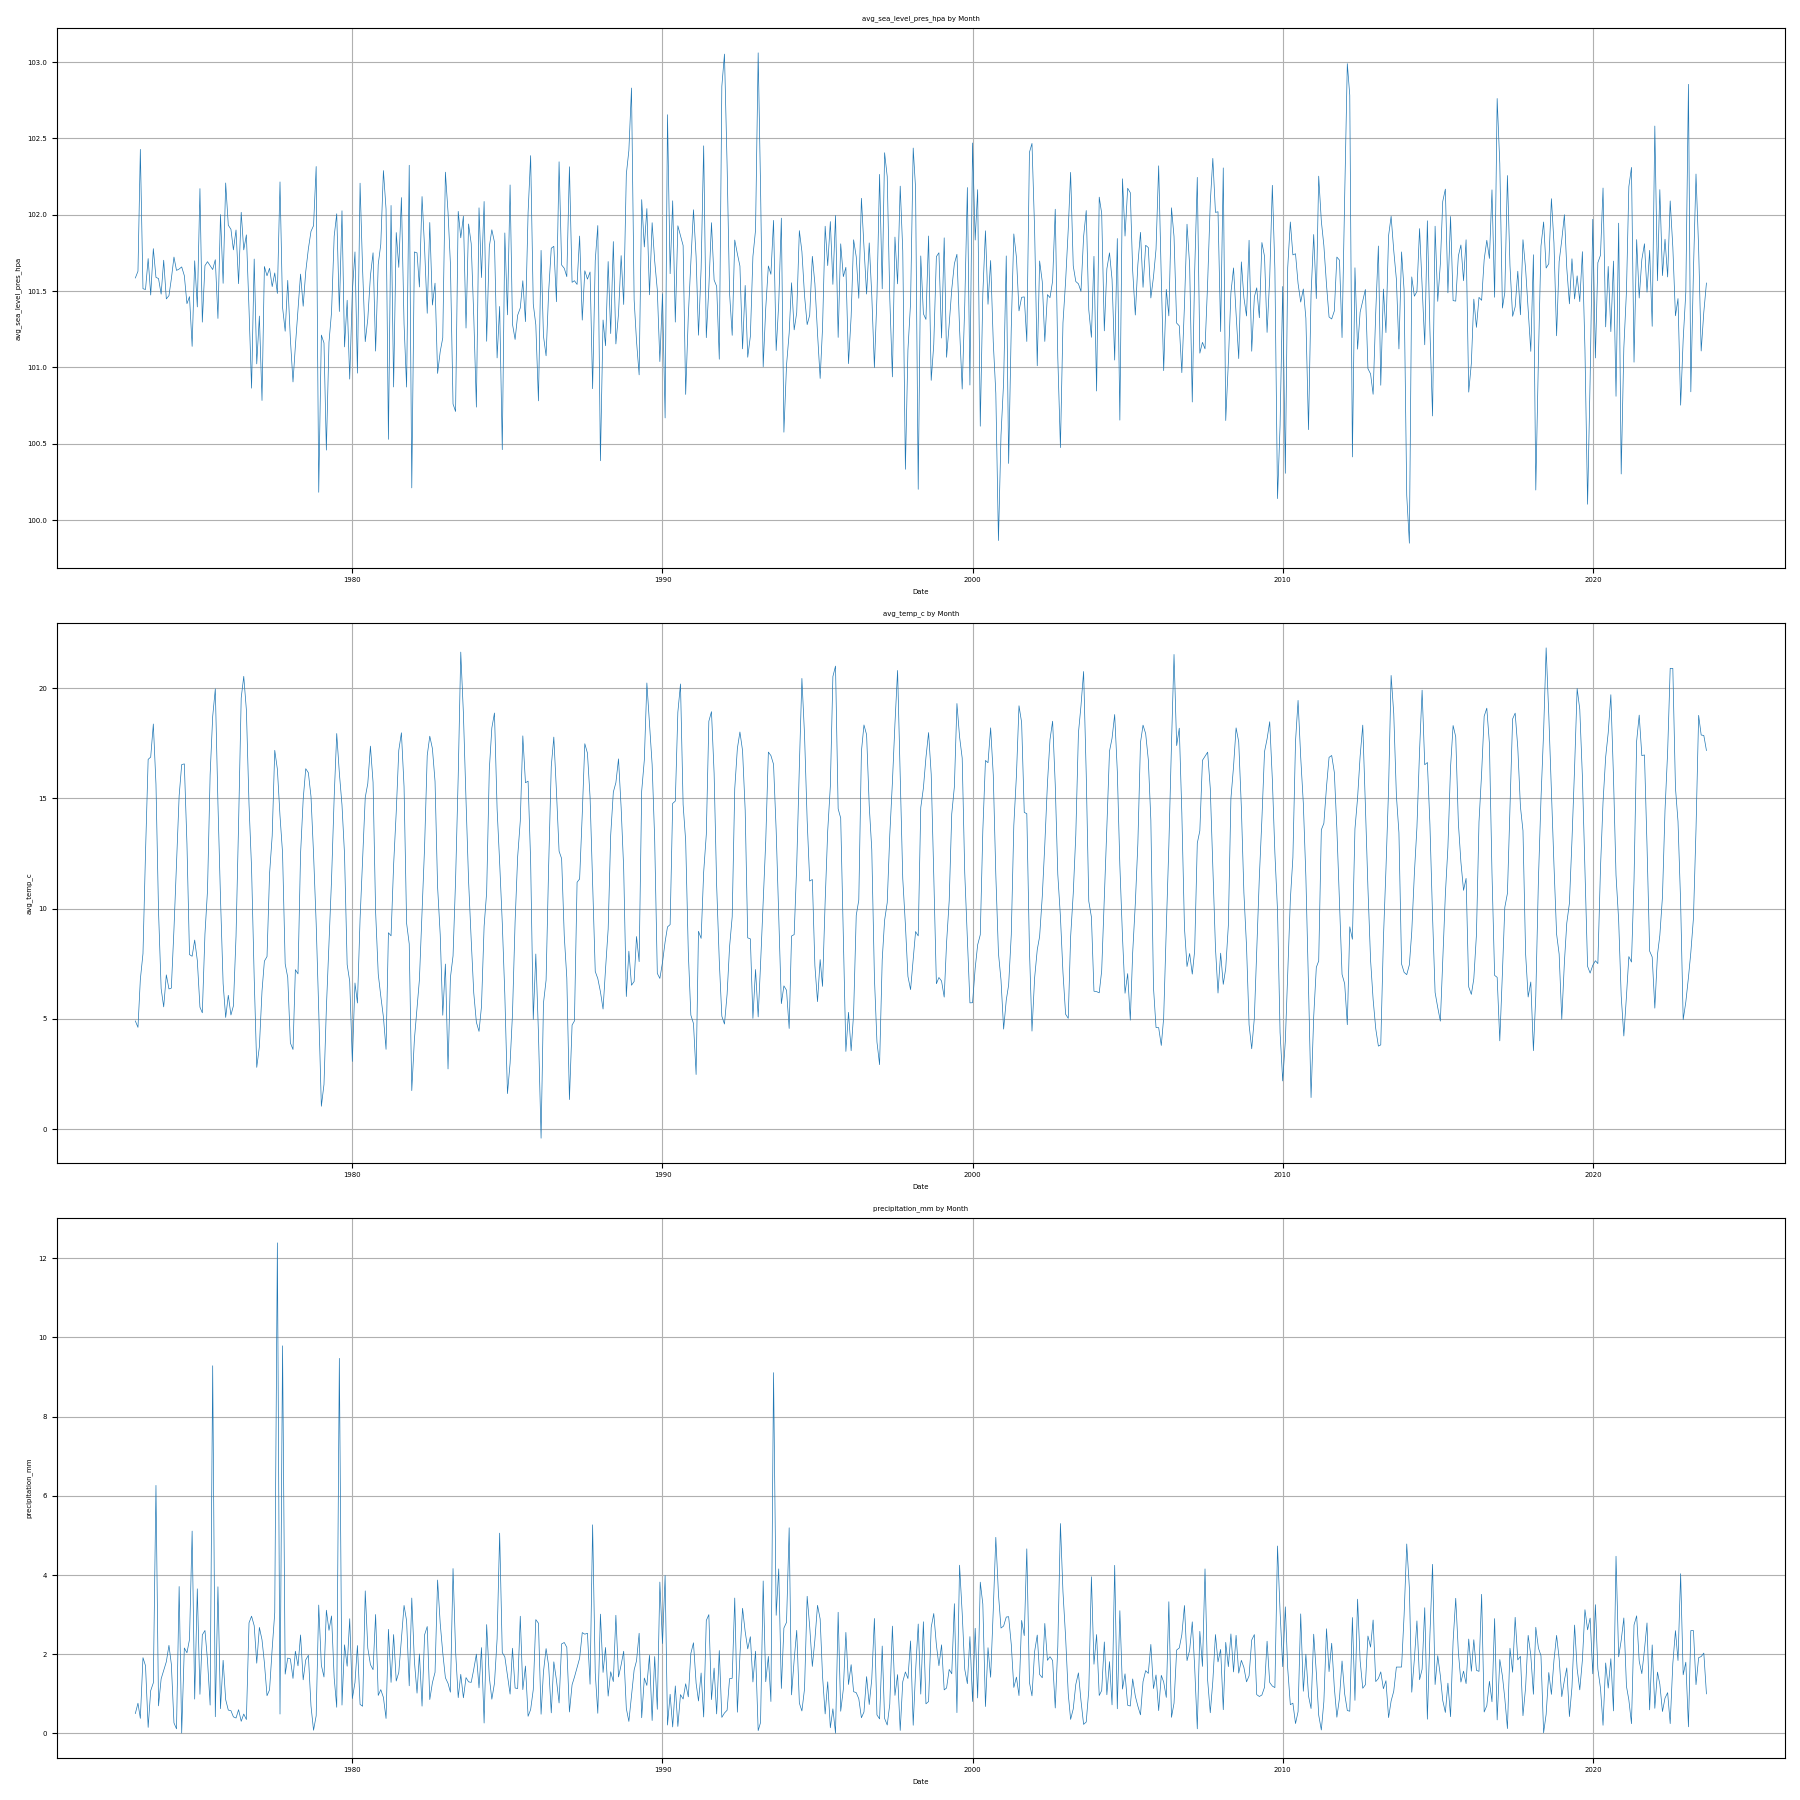 avg_sea_level_pres_hpa by Month
103.0
102.5
102.0
101.5
101.0
100.5
100.0
avg_sea_level_pres_hpa
1980 1990 2000 2010 2020
Date
avg_temp_c by Month
20
15
10
5
0
avg_temp_c
1980 1990 2000 2010 2020
Date
precipitation_mm by Month
12
10
8
6
4
2
0
precipitation_mm
1980 1990 2000 2010 2020
Date